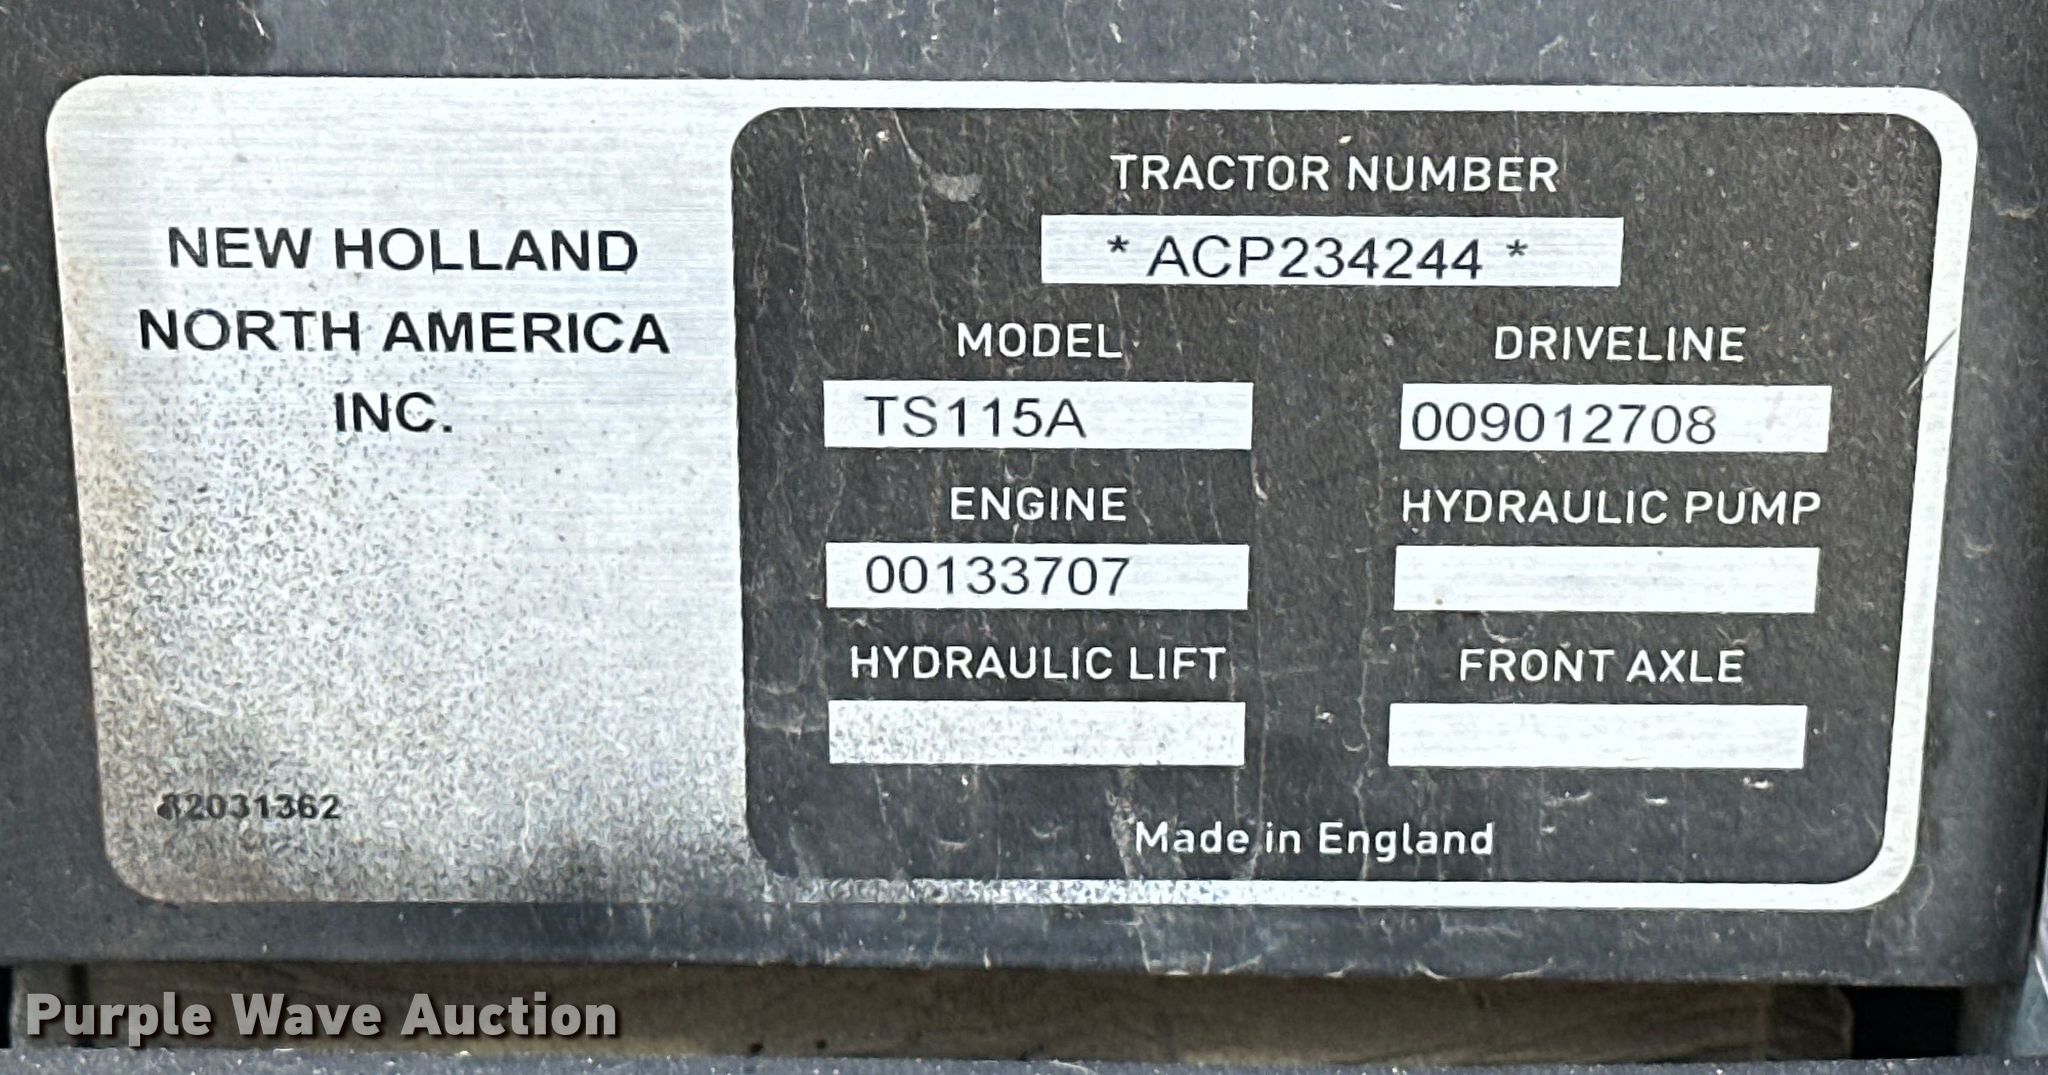 NEW HOLLAND
NORTH AMERICA
INC.
82031362
TRACTOR NUMBER
* ACP234244 *
MODEL DRIVELINE
TS115A 009012708
ENGINE HYDRAULIC PUMP
00133707
HYDRAULIC LIFT FRONT AXLE
Made in England
Purple Wave Auction